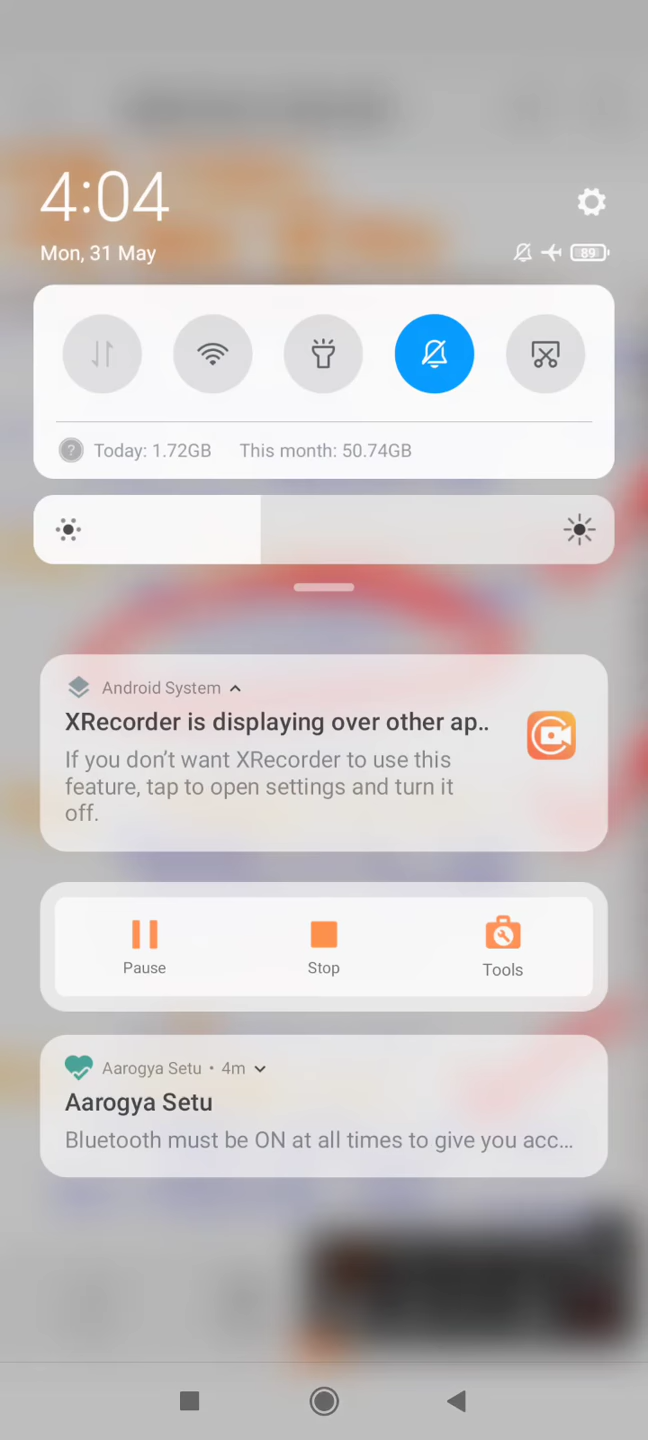 4:04
Mon, 31 May
89
Today: 1.72GB This month: 50.74GB
Android System
XRecorder is displaying over other ap..
If you don't want XRecorder to use this
feature, tap to open settings and turn it
off.
Pause Stop Tools
Aarogya Setu • 4m
Aarogya Setu
Bluetooth must be ON at all times to give you acc...